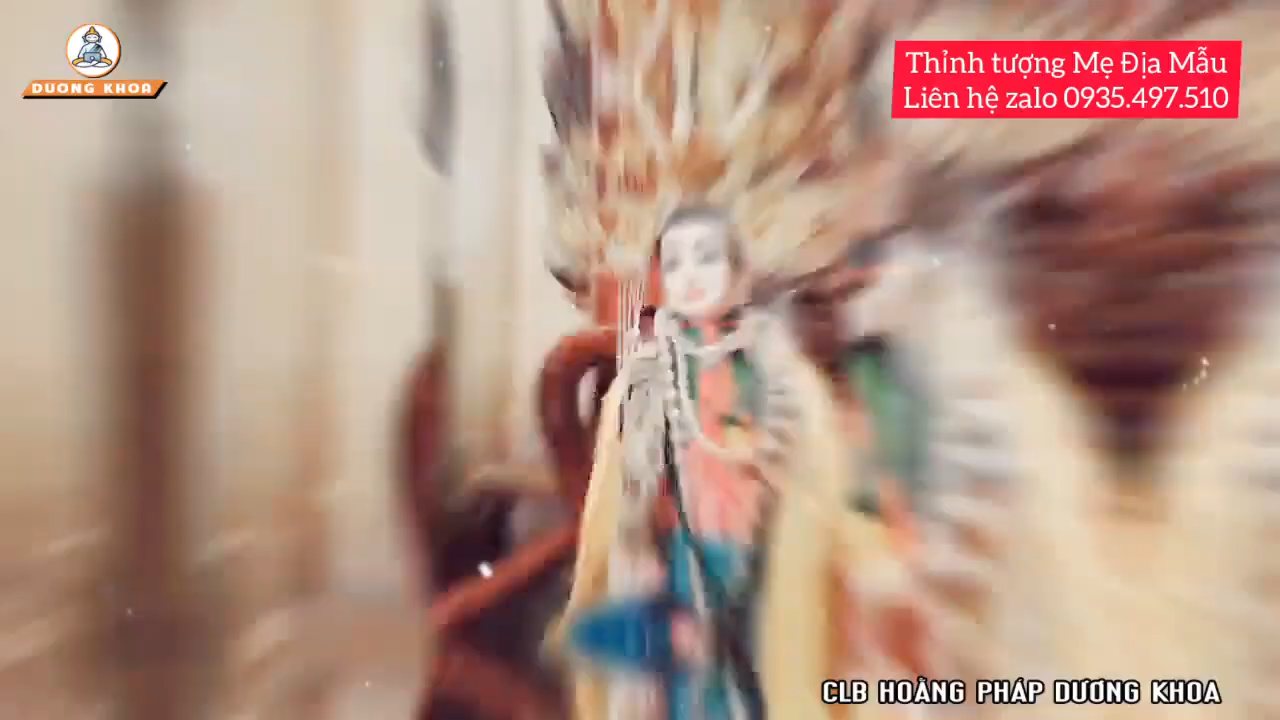 DUONG KHOA
Thỉnh tượng Mẹ Địa Mẫu
Liên hệ zalo 0935.497.510
CLB HOẰNG PHÁP DƯƠNG KHOA